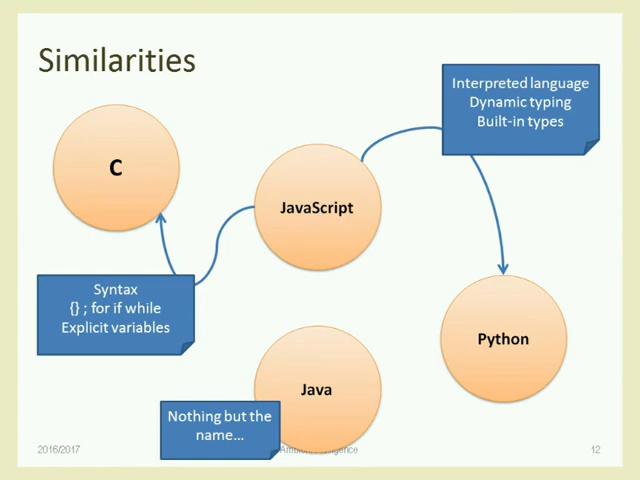 Similarities
Interpreted language
Dynamic typing
Built-in types
C
JavaScript
Syntax
{} ; for if while
Explicit variables
Python
Java
Nothing but the
name...
2016/2017
12